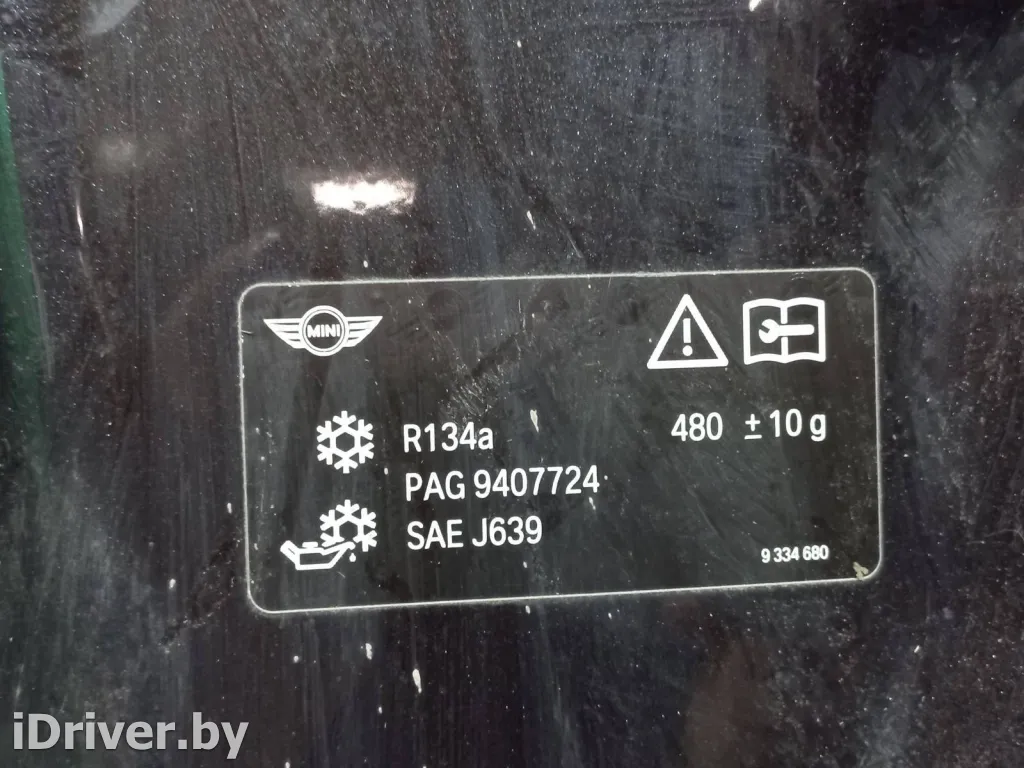 MINI
R134a 480 ± 10 g
PAG 9407724
SAE J639
9 334 680
iDriver.by